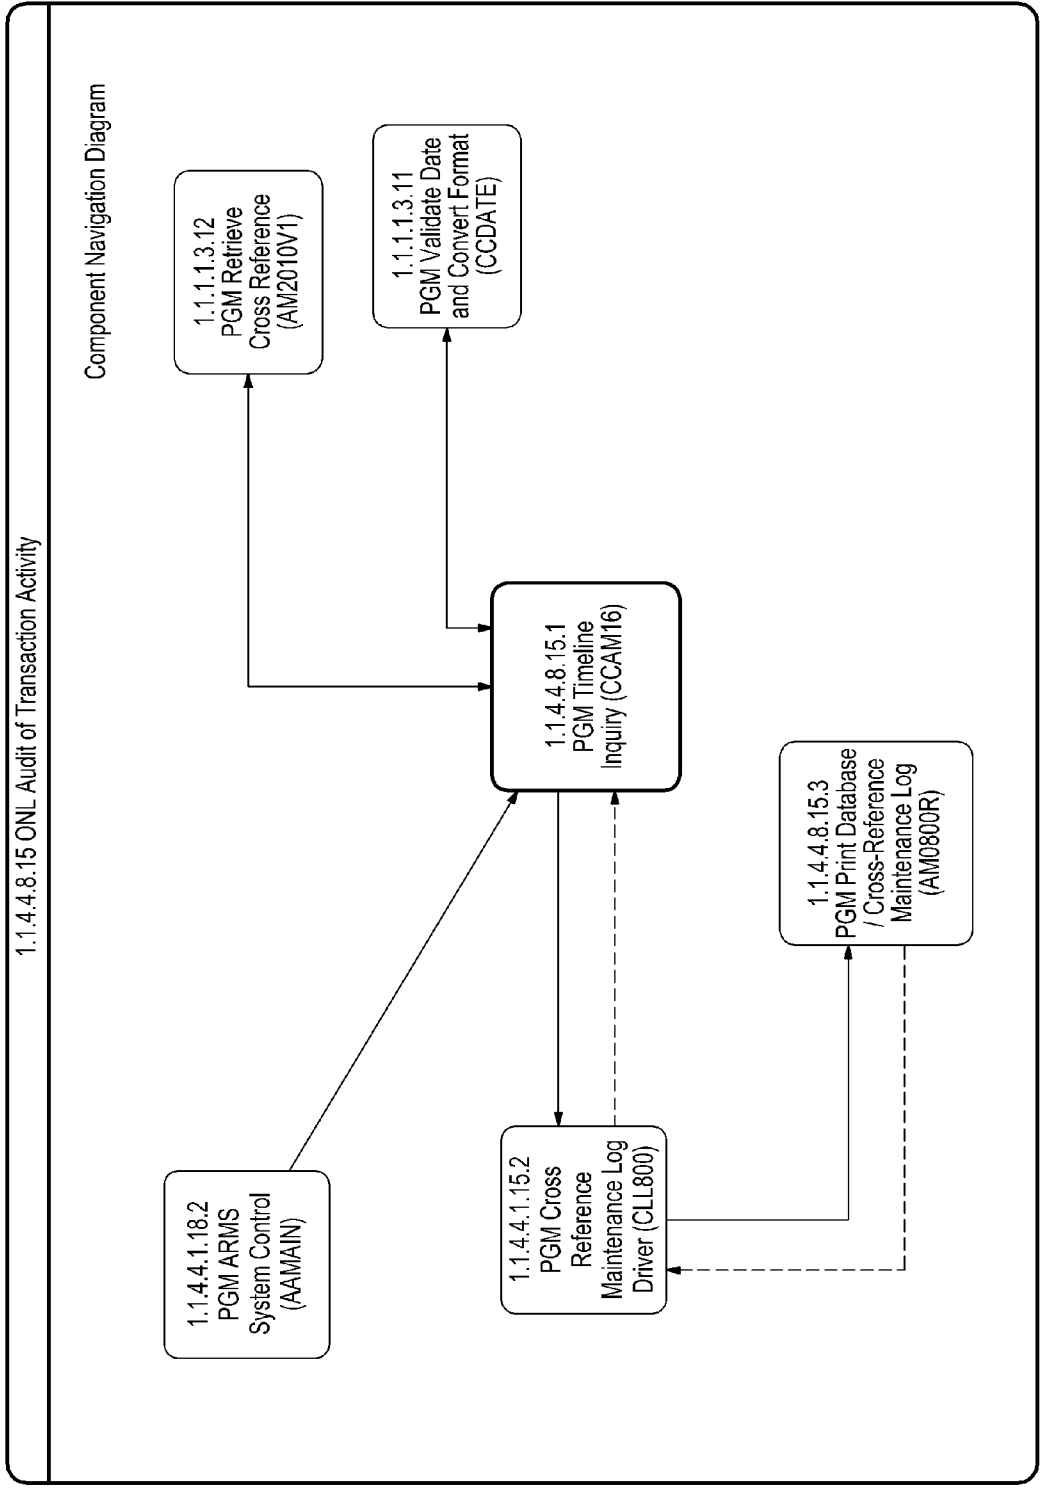 1.1.4.4.8.15 ONL Audit of Transaction Activity
Component Navigation Diagram
1.1.4.4.1.18.2
PGM ARMS
System Control
(AAMAIN)
1.1.1.1.3.12
PGM Retrieve
Cross Reference
(AM2010V1)
1.1.1.1.3.11
PGM Validate Date
and Convert Format
(CCDATE)
1.1.4.4.8.15.1
PGM Timeline
Inquiry (CCAM16)
1.1.4.4.1.15.2
PGM Cross
Reference
Maintenance Log
Driver (CLL800)
1.1.4.4.8.15.3
PGM Print Database
/ Cross-Reference
Maintenance Log
(AM0800R)